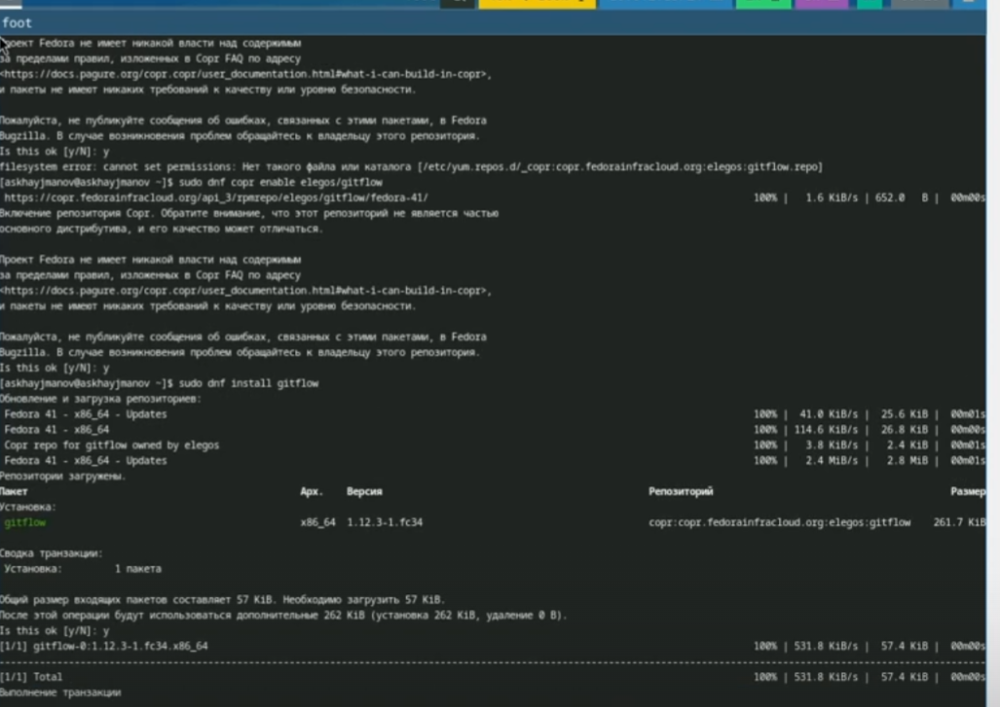 foot
Проект Fedora не имеет никакой власти над содержимым
за пределами правил, изложенных в Copr FAQ по адресу
<https://docs.pagure.org/copr.copr/user_documentation.html#what-i-can-build-in-copr>,
и пакеты не имеют никаких требований к качеству или уровню безопасности.
Пожалуйста, не публикуйте сообщения об ошибках, связанных с этими пакетами, в Fedora
Bugzilla. В случае возникновения проблем обращайтесь к владельцу этого репозитория.
Is this ok [y/N]: y
filesystem error: cannot set permissions: Нет такого файла или каталога [/etc/yum.repos.d/_copr:copr.fedorainfracloud.org:elegos:gitflow.repo]
[askhayjmanov@askhayjmanov ~]$ sudo dnf copr enable elegos/gitflow
https://copr.fedorainfracloud.org/api_3/rpmrepo/elegos/gitflow/fedora-41/ 100% | 1.6 KiB/s | 652.0 B | 00m00s
Включение репозитория Copr. Обратите внимание, что этот репозиторий не является частью
основного дистрибутива, и его качество может отличаться.
Проект Fedora не имеет никакой власти над содержимым
за пределами правил, изложенных в Copr FAQ по адресу
<https://docs.pagure.org/copr.copr/user_documentation.html#what-i-can-build-in-copr>,
и пакеты не имеют никаких требований к качеству или уровню безопасности.
Пожалуйста, не публикуйте сообщения об ошибках, связанных с этими пакетами, в Fedora
Bugzilla. В случае возникновения проблем обращайтесь к владельцу этого репозитория.
Is this ok [y/N]: y
[askhayjmanov@askhayjmanov ~]$ sudo dnf install gitflow
Обновление и загрузка репозиториев:
Fedora 41 - x86_64 - Updates 100% | 41.0 KiB/s | 25.6 KiB | 00m01s
Fedora 41 - x86_64 100% | 114.6 KiB/s | 26.8 KiB | 00m00s
Copr repo for gitflow owned by elegos 100% | 3.8 KiB/s | 2.4 KiB | 00m01s
Fedora 41 - x86_64 - Updates 100% | 2.4 MiB/s | 2.8 MiB | 00m01s
Репозитории загружены.
Пакет Арх. Версия Репозиторий Размер
Установка:
gitflow x86_64 1.12.3-1.fc34 copr:copr.fedorainfracloud.org:elegos:gitflow 261.7 KiB
Сводка транзакции:
Установка: 1 пакета
Общий размер входящих пакетов составляет 57 KiB. Необходимо загрузить 57 KiB.
После этой операции будут использоваться дополнительные 262 KiB (установка 262 KiB, удаление 0 B).
Is this ok [y/N]: y
[1/1] gitflow-0:1.12.3-1.fc34.x86_64 100% | 531.8 KiB/s | 57.4 KiB | 00m00s
[1/1] Total 100% | 531.8 KiB/s | 57.4 KiB | 00m00s
Выполнение транзакции